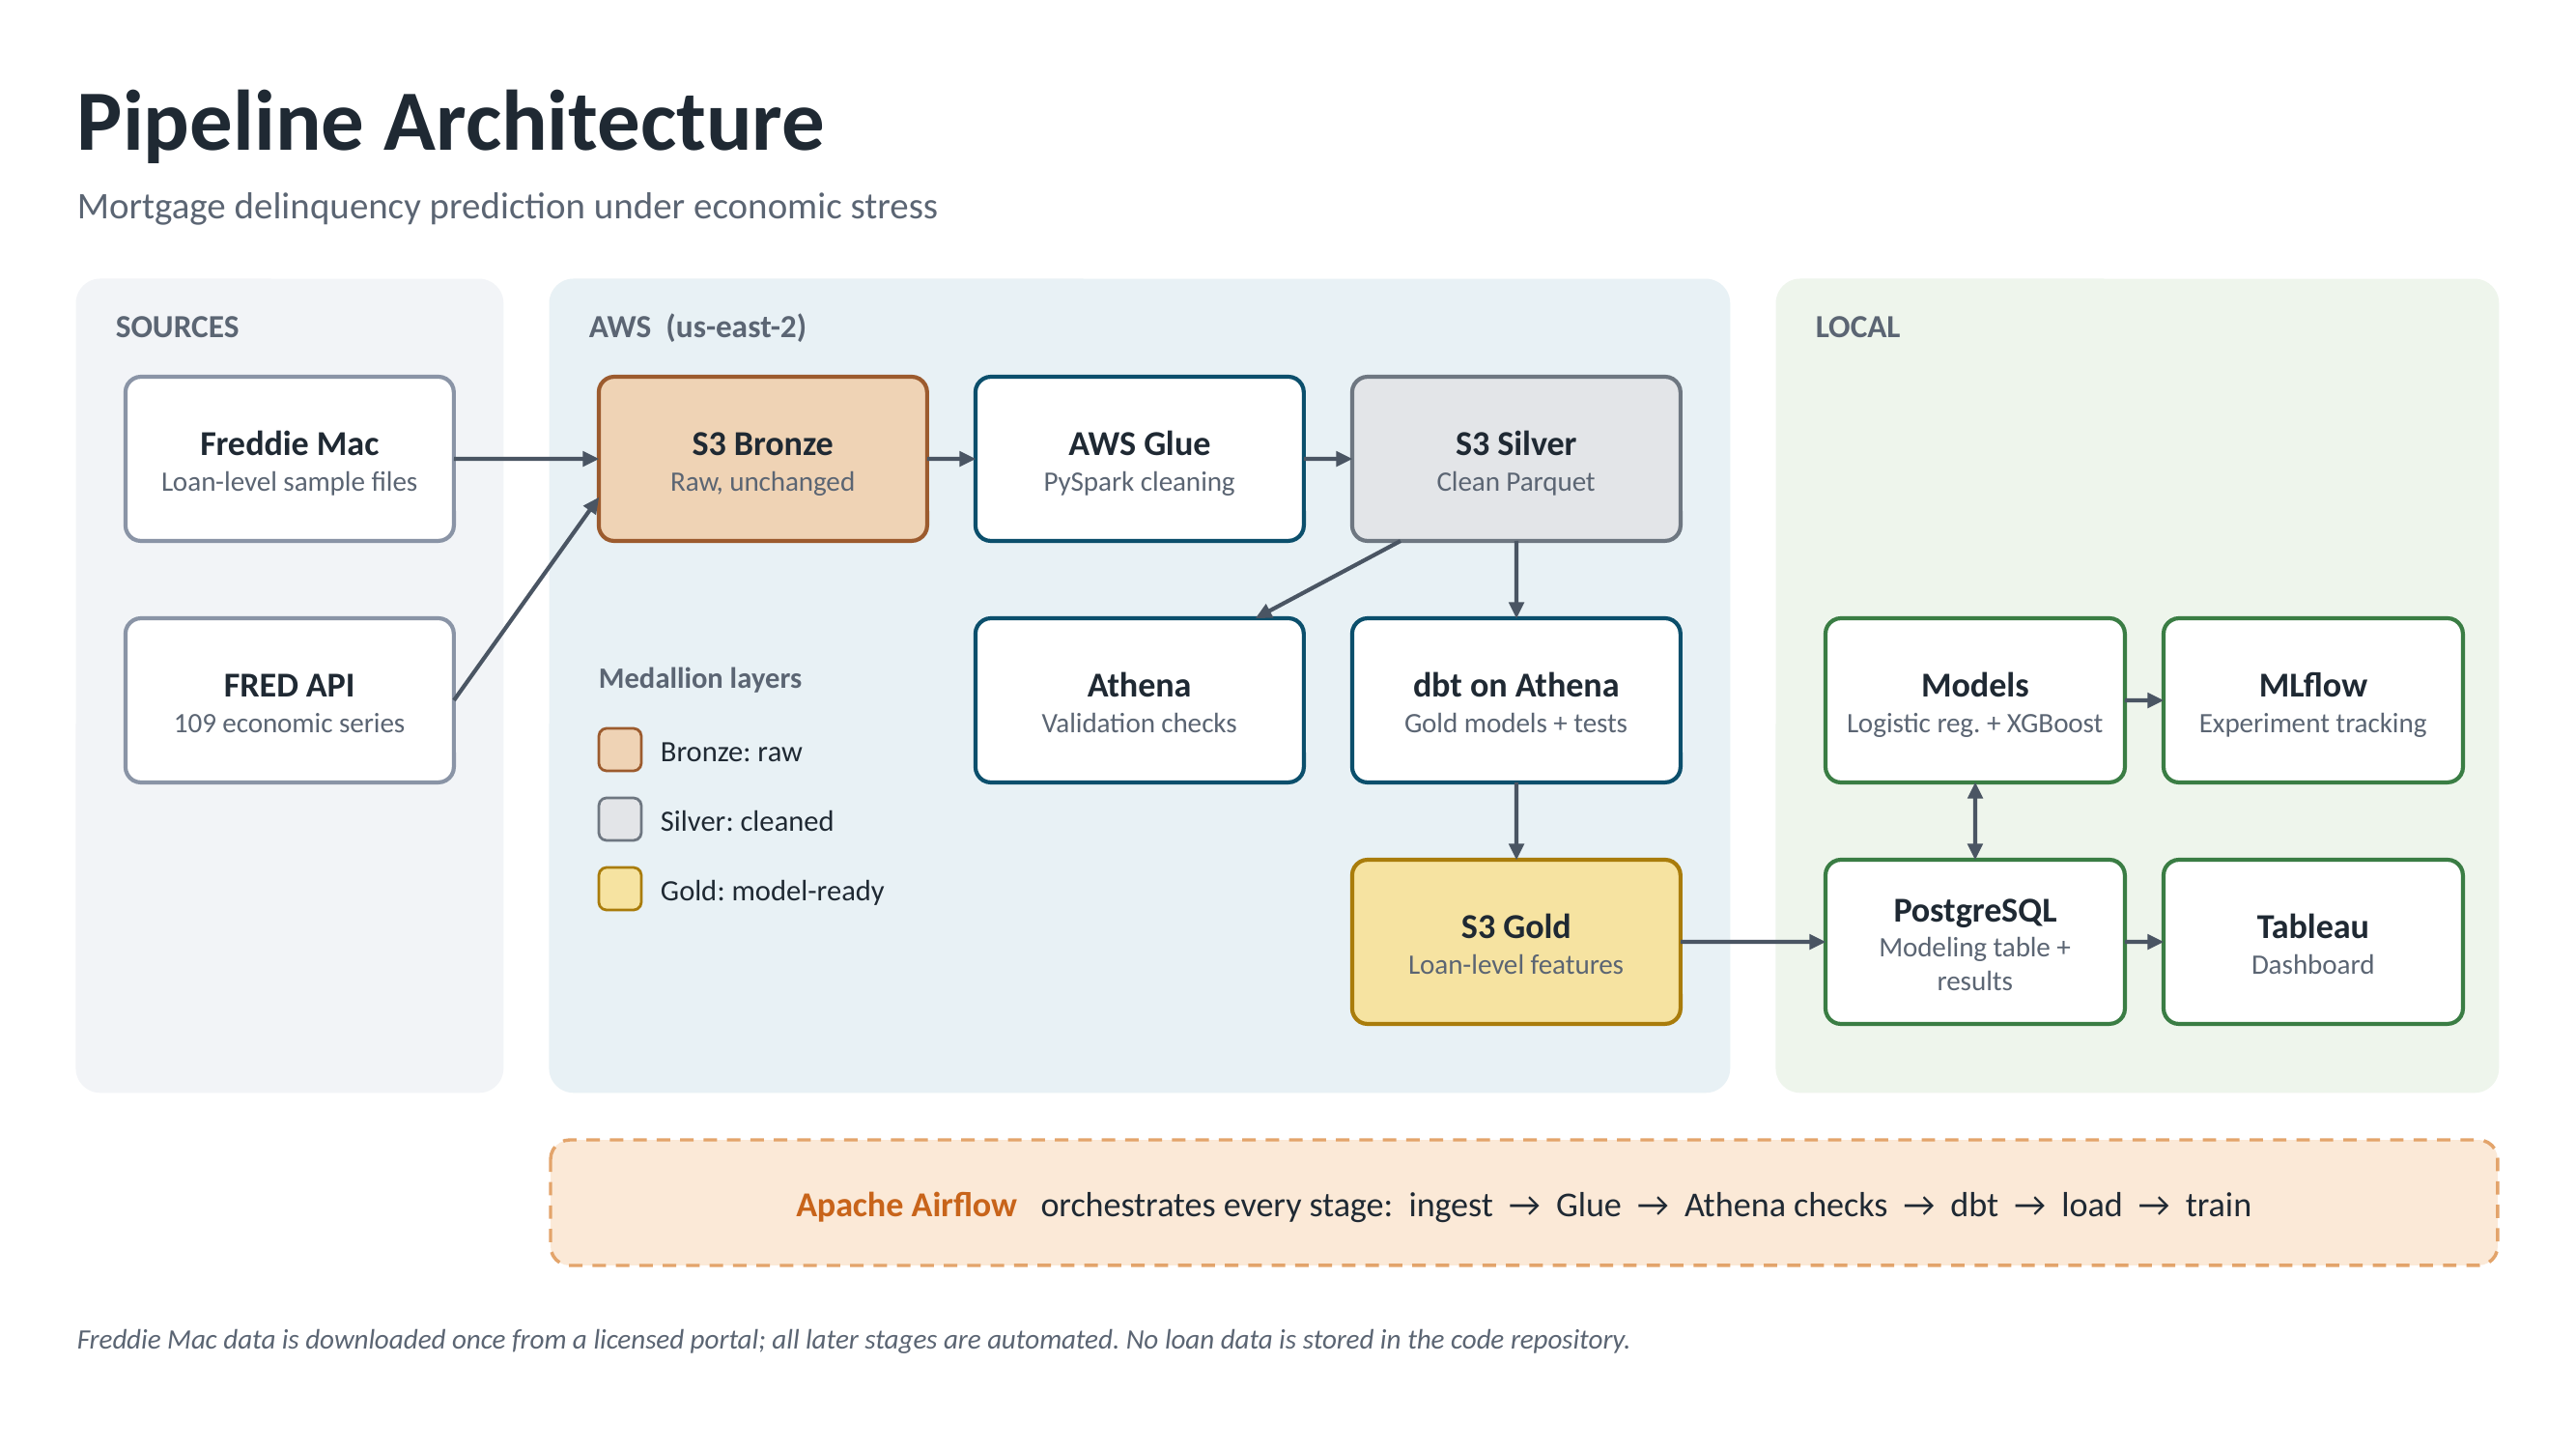 Pipeline Architecture
Mortgage delinquency prediction under economic stress
SOURCES
Freddie Mac
Loan-level sample files
FRED API
109 economic series
AWS (us-east-2)
S3 Bronze
Raw, unchanged
AWS Glue
PySpark cleaning
S3 Silver
Clean Parquet
Medallion layers
Bronze: raw
Silver: cleaned
Gold: model-ready
Athena
Validation checks
dbt on Athena
Gold models + tests
S3 Gold
Loan-level features
LOCAL
Models
Logistic reg. + XGBoost
MLflow
Experiment tracking
PostgreSQL
Modeling table +
results
Tableau
Dashboard
Apache Airflow orchestrates every stage: ingest → Glue → Athena checks → dbt → load → train
Freddie Mac data is downloaded once from a licensed portal; all later stages are automated. No loan data is stored in the code repository.